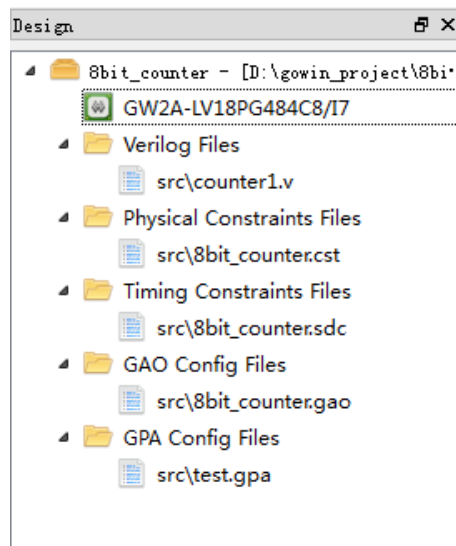 Design
8bit_counter - [D:\gowin_project\8bi
GW2A-LV18PG484C8/I7
Verilog Files
src\counter1.v
Physical Constraints Files
src\8bit_counter.cst
Timing Constraints Files
src\8bit_counter.sdc
GAO Config Files
src\8bit_counter.gao
GPA Config Files
src\test.gpa